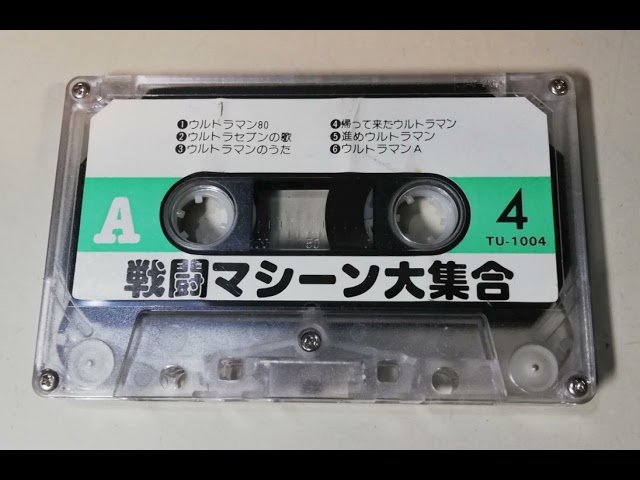 ❶ウルトラマン80
❷ウルトラセブンの歌
❸ウルトラマンのうた
❹帰って来たウルトラマン
❺進めウルトラマン
❻ウルトラマンA
A
4
TU-1004
戦闘マシーン大集合